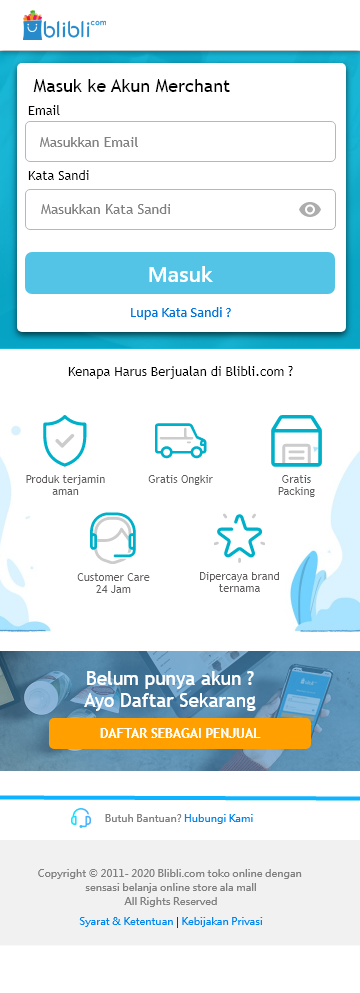 blibli.com
Masuk ke Akun Merchant
Email
Masukkan Email
Kata Sandi
Masukkan Kata Sandi
Masuk
Lupa Kata Sandi ?
Kenapa Harus Berjualan di Blibli.com ?
Produk terjamin
aman
Gratis Ongkir
Gratis
Packing
Customer Care
24 Jam
Dipercaya brand
ternama
Belum punya akun ?
Ayo Daftar Sekarang
DAFTAR SEBAGAI PENJUAL
Butuh Bantuan? Hubungi Kami
Copyright © 2011- 2020 Blibli.com toko online dengan
sensasi belanja online store ala mall
All Rights Reserved
Syarat & Ketentuan | Kebijakan Privasi